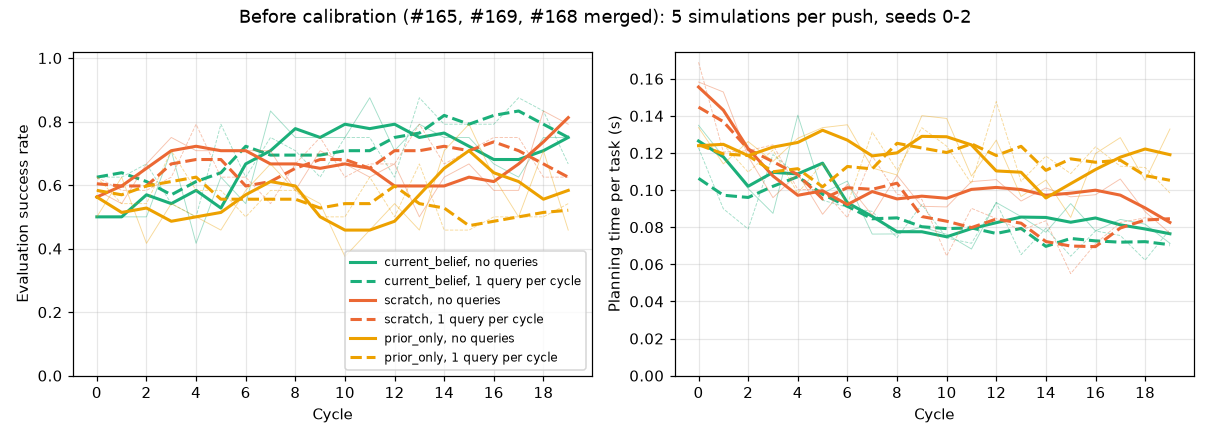 Before calibration (#165, #169, #168 merged): 5 simulations per push, seeds 0-2
Evaluation success rate
1.0
0.8
0.6
0.4
0.2
0.0
current_belief, no queries
current_belief, 1 query per cycle
scratch, no queries
scratch, 1 query per cycle
prior_only, no queries
prior_only, 1 query per cycle
0 2 4 6 8 10 12 14 16 18
Cycle
Planning time per task (s)
0.16
0.14
0.12
0.10
0.08
0.06
0.04
0.02
0.00
0 2 4 6 8 10 12 14 16 18
Cycle